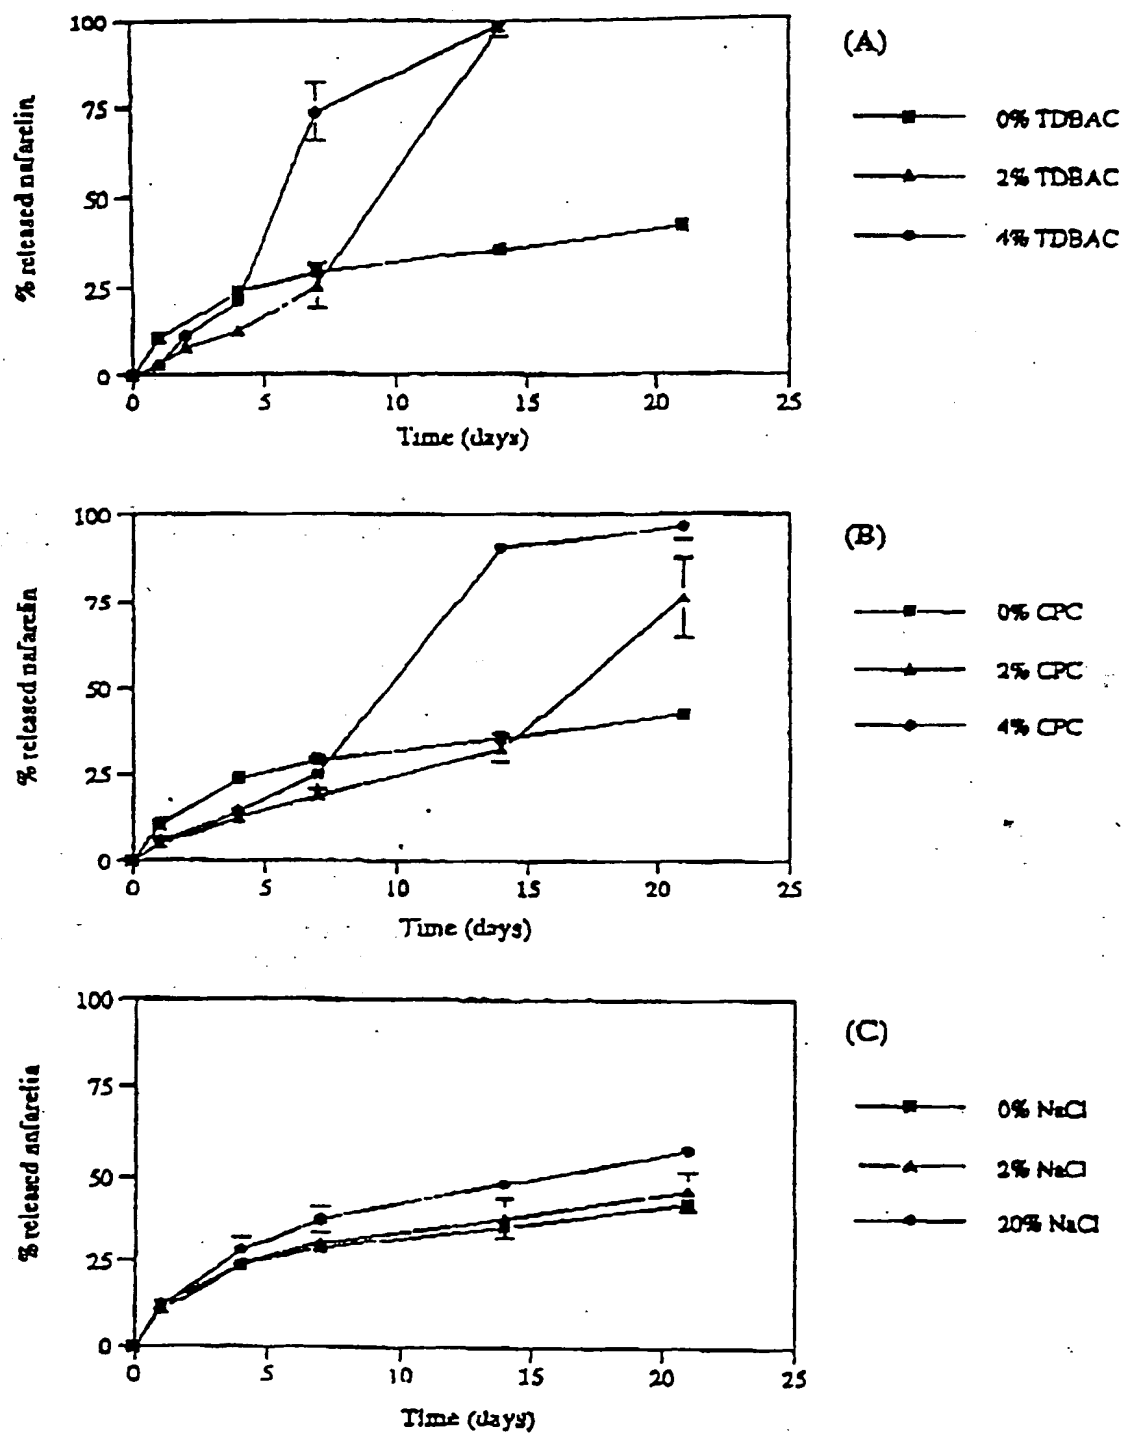 (A)
% released nafarelin
100
75
50
25
0
0 5 10 15 20 25
Time (days)
0% TDBAC
2% TDBAC
4% TDBAC
(B)
% released nafarelin
100
75
50
25
0
0 5 10 15 20 25
Time (days)
0% CPC
2% CPC
4% CPC
(C)
% released nafarelin
100
75
50
25
0
0 5 10 15 20 25
Time (days)
0% NaCl
2% NaCl
20% NaCl